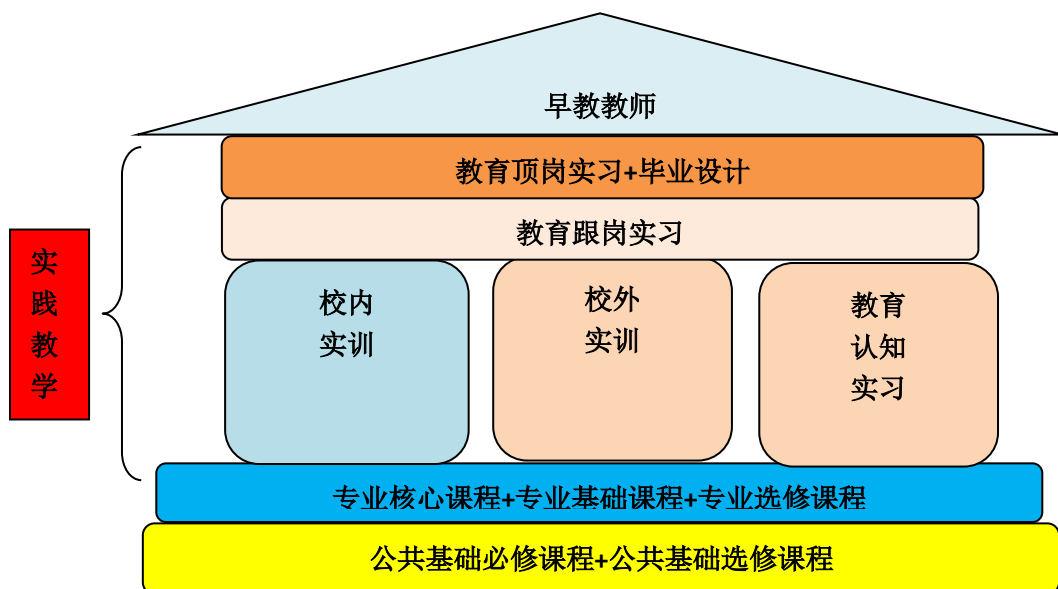 早教教师
教育顶岗实习+毕业设计
教育跟岗实习
实
践
教
学
校内
实训
校外
实训
教育
认知
实习
专业核心课程+专业基础课程+专业选修课程
公共基础必修课程+公共基础选修课程